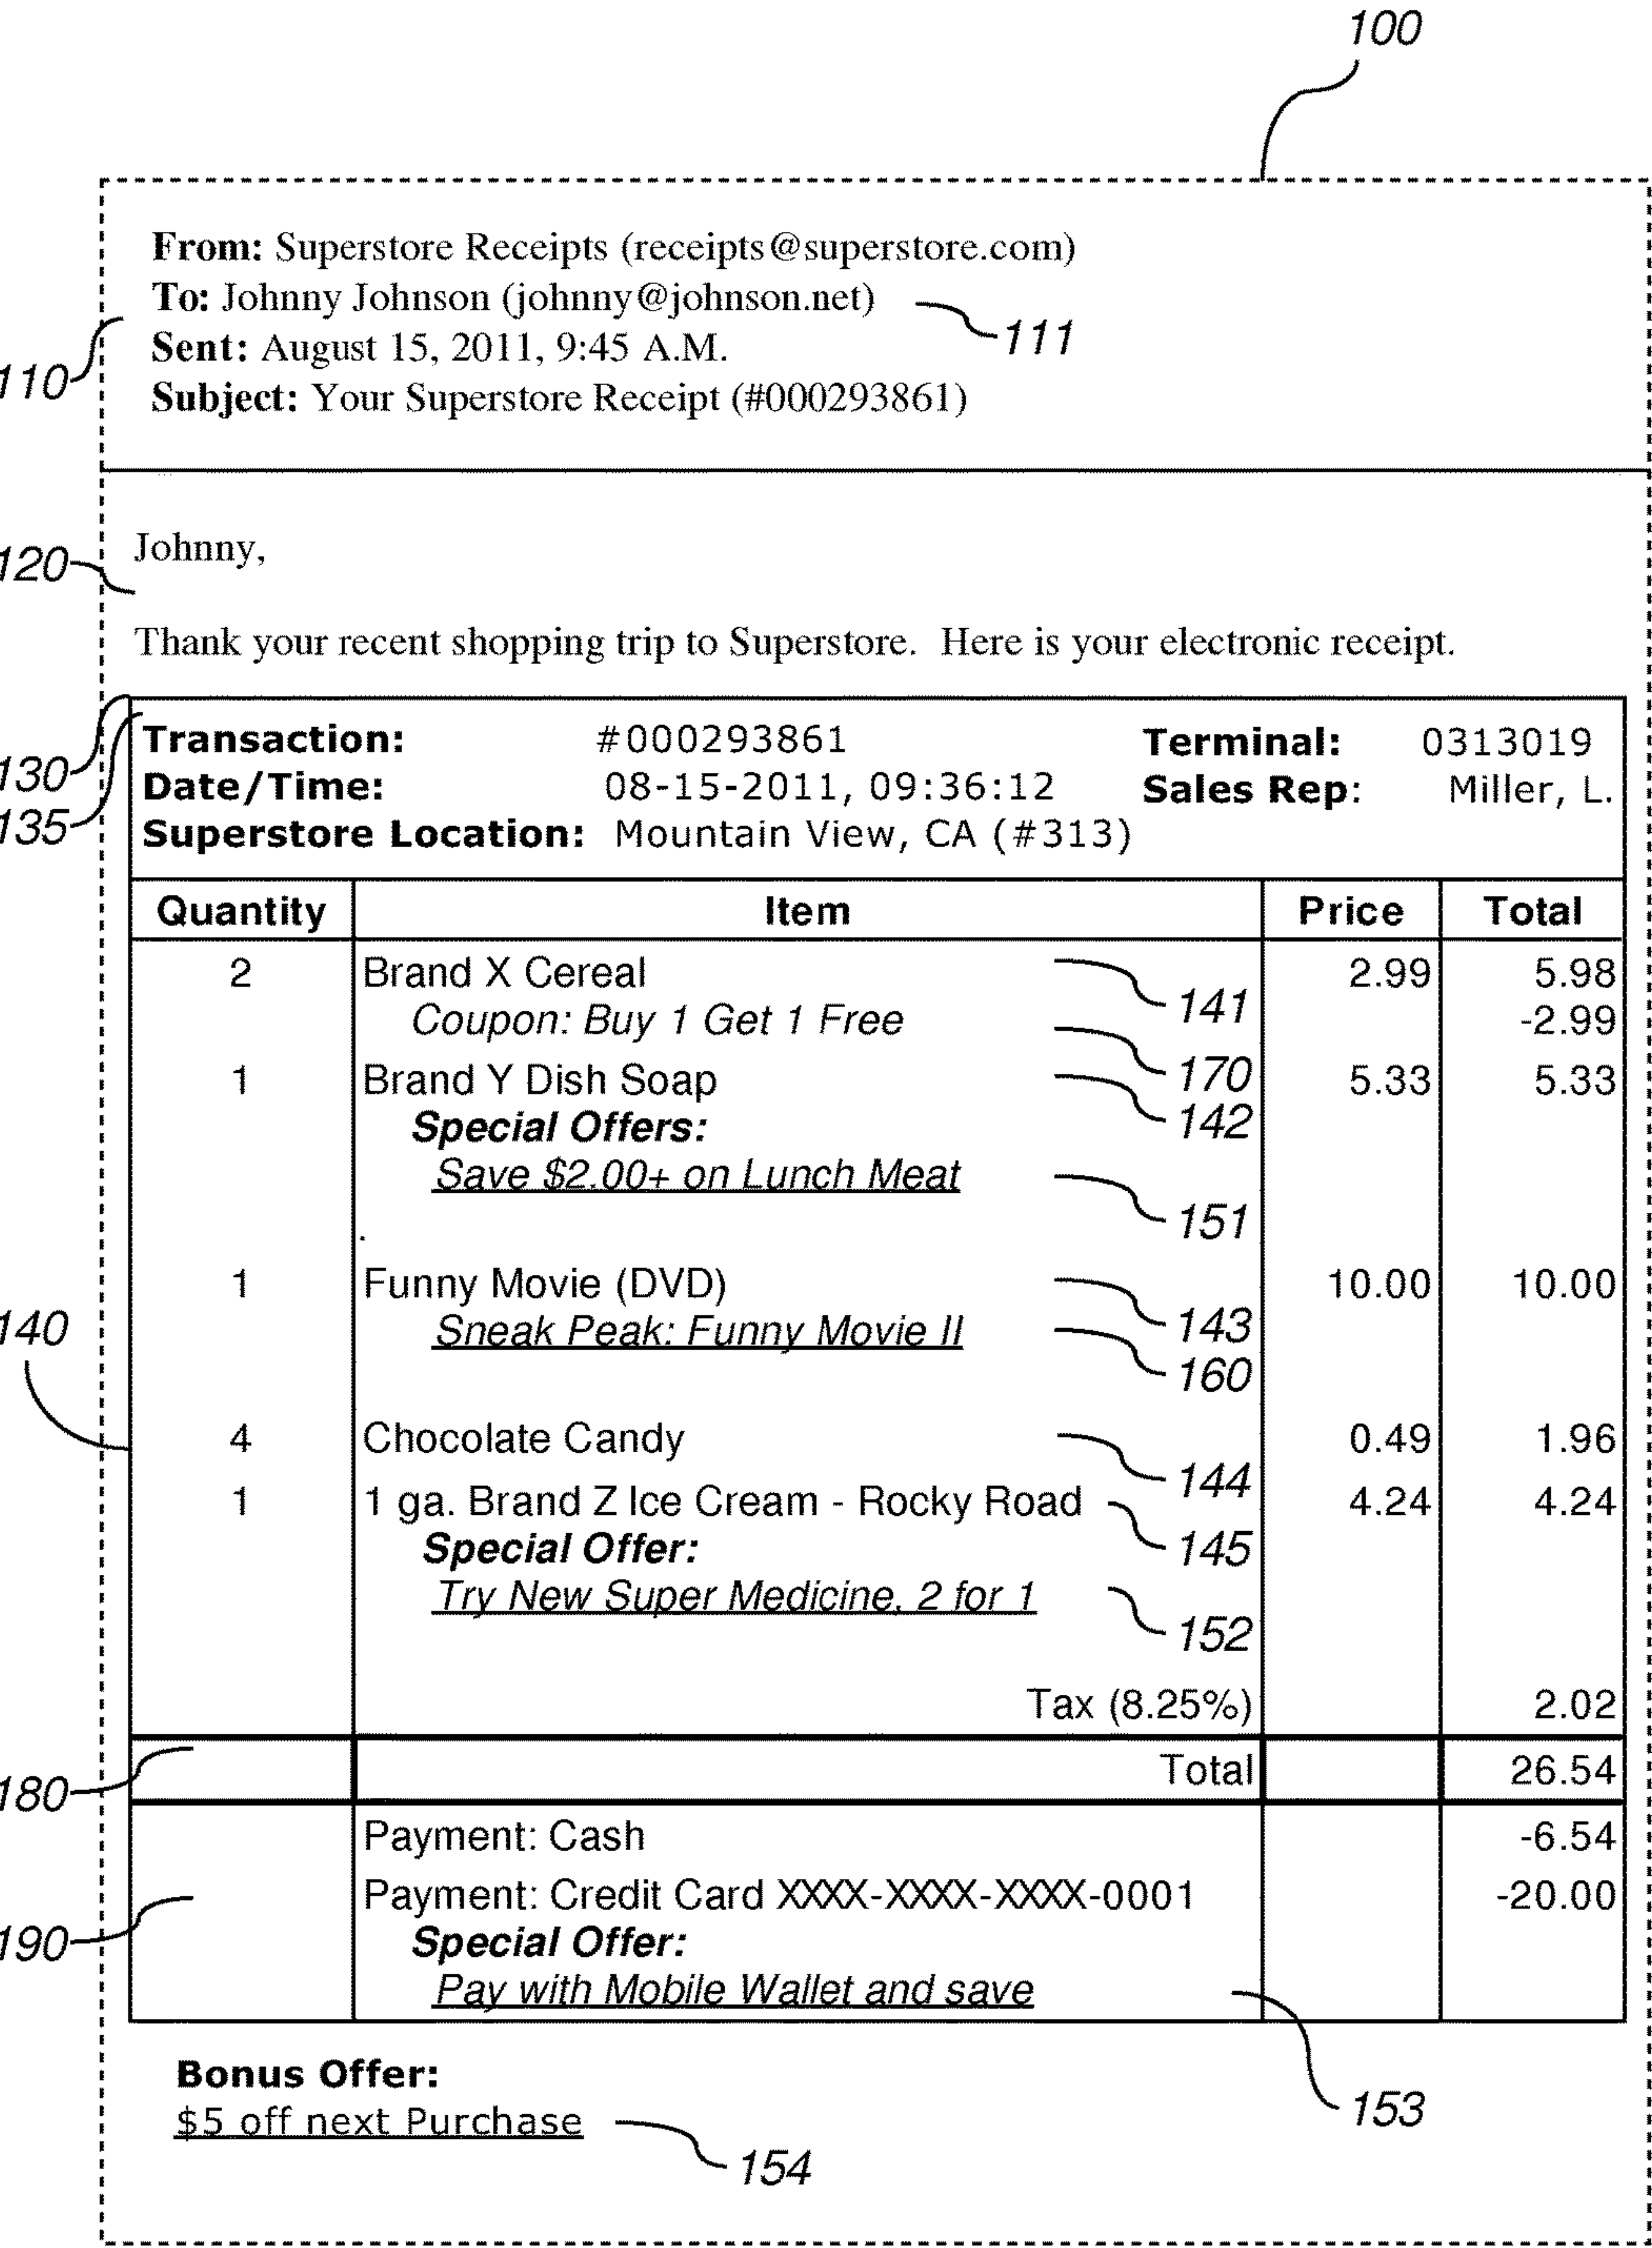 100
From: Superstore Receipts (receipts@superstore.com)
To: Johnny Johnson (johnny@johnson.net)
111
Sent: August 15, 2011, 9:45 A.M.
110
Subject: Your Superstore Receipt (#000293861)
120
Johnny,
Thank your recent shopping trip to Superstore. Here is your electronic receipt.
130
135
Transaction: #000293861 Terminal: 0313019
Date/Time: 08-15-2011, 09:36:12 Sales Rep: Miller, L.
Superstore Location: Mountain View, CA (#313)
Quantity Item Price Total
2 Brand X Cereal 141 2.99 5.98
Coupon: Buy 1 Get 1 Free 170 -2.99
1 Brand Y Dish Soap 142 5.33 5.33
Special Offers:
Save $2.00+ on Lunch Meat 151
1 Funny Movie (DVD) 143 10.00 10.00
140
Sneak Peak: Funny Movie II 160
4 Chocolate Candy 144 0.49 1.96
1 1 ga. Brand Z Ice Cream - Rocky Road 145 4.24 4.24
Special Offer:
Try New Super Medicine, 2 for 1 152
Tax (8.25%) 2.02
180
Total 26.54
Payment: Cash -6.54
Payment: Credit Card XXXX-XXXX-XXXX-0001 -20.00
190
Special Offer:
Pay with Mobile Wallet and save 153
Bonus Offer:
$5 off next Purchase 154